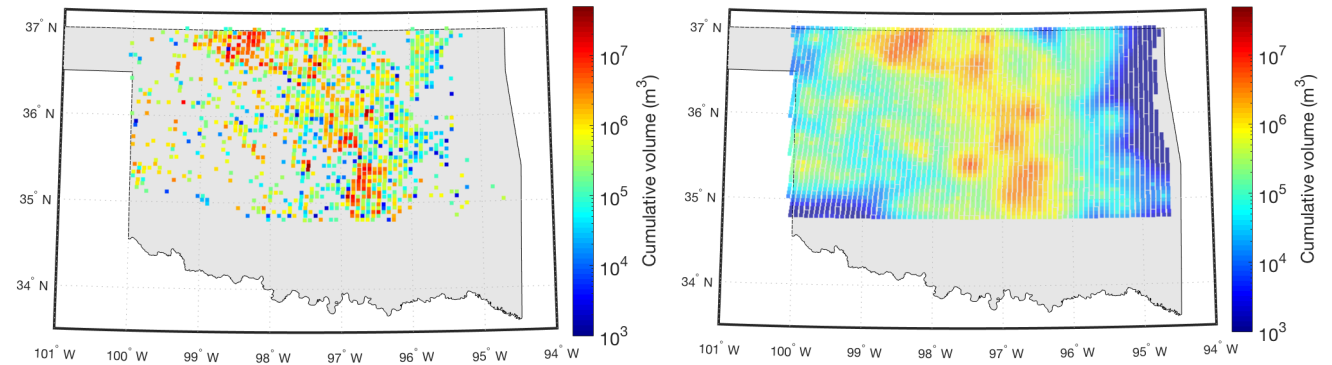 37° N
36° N
35° N
34° N
101° W
100° W
99° W
98° W
97° W
96° W
95° W
94° W
10^7
10^6
10^5
10^4
10^3
Cumulative volume (m^3)
37° N
36° N
35° N
34° N
101° W
100° W
99° W
98° W
97° W
96° W
95° W
94° W
10^7
10^6
10^5
10^4
10^3
Cumulative volume (m^3)